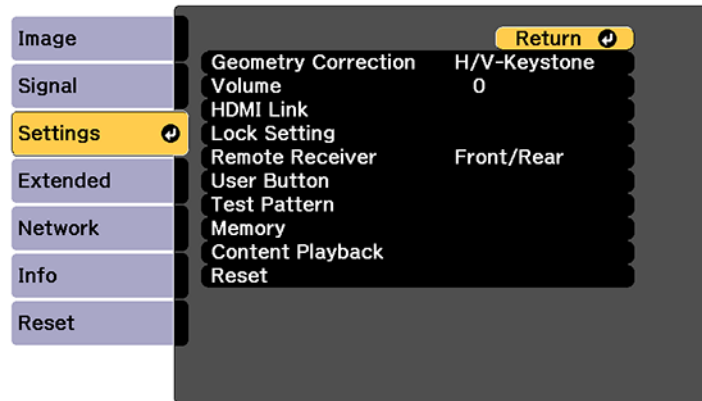 Image
Signal
Settings
Extended
Network
Info
Reset
Return
Geometry Correction H/V-Keystone
Volume 0
HDMI Link
Lock Setting
Remote Receiver Front/Rear
User Button
Test Pattern
Memory
Content Playback
Reset